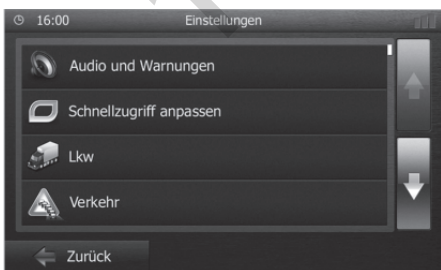 16:00 Einstellungen
Audio und Warnungen
Schnellzugriff anpassen
Lkw
Verkehr
Zurück